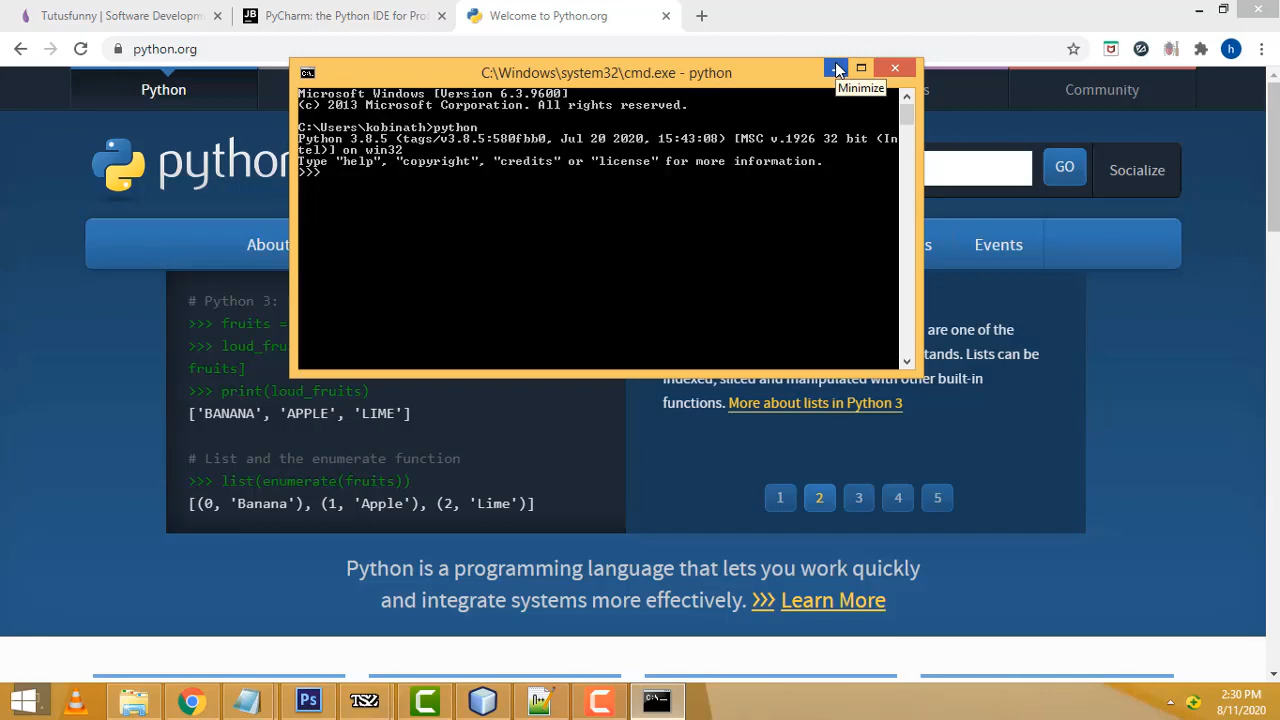 Tutusfunny | Software Developm
PyCharm: the Python IDE for Pro
Welcome to Python.org
python.org
h
Python
Community
C:\Windows\system32\cmd.exe - python
Minimize
Microsoft Windows [Version 6.3.9600]
(c) 2013 Microsoft Corporation. All rights reserved.
C:\Users\kobinath>python
Python 3.8.5 (tags/v3.8.5:580fbb0, Jul 20 2020, 15:43:08) [MSC v.1926 32 bit (In
tel)] on win32
Type "help", "copyright", "credits" or "license" for more information.
>>>
python
GO
Socialize
About
s
Events
# Python 3:
>>> fruits =
>>> loud_fru
fruits]
>>> print(loud_fruits)
['BANANA', 'APPLE', 'LIME']
# List and the enumerate function
>>> list(enumerate(fruits))
[(0, 'Banana'), (1, 'Apple'), (2, 'Lime')]
are one of the
tands. Lists can be
indexed, sliced and manipulated with other built-in
functions. More about lists in Python 3
1 2 3 4 5
Python is a programming language that lets you work quickly
and integrate systems more effectively. >>> Learn More
Ps
TSZ
C
C
2:30 PM
8/11/2020